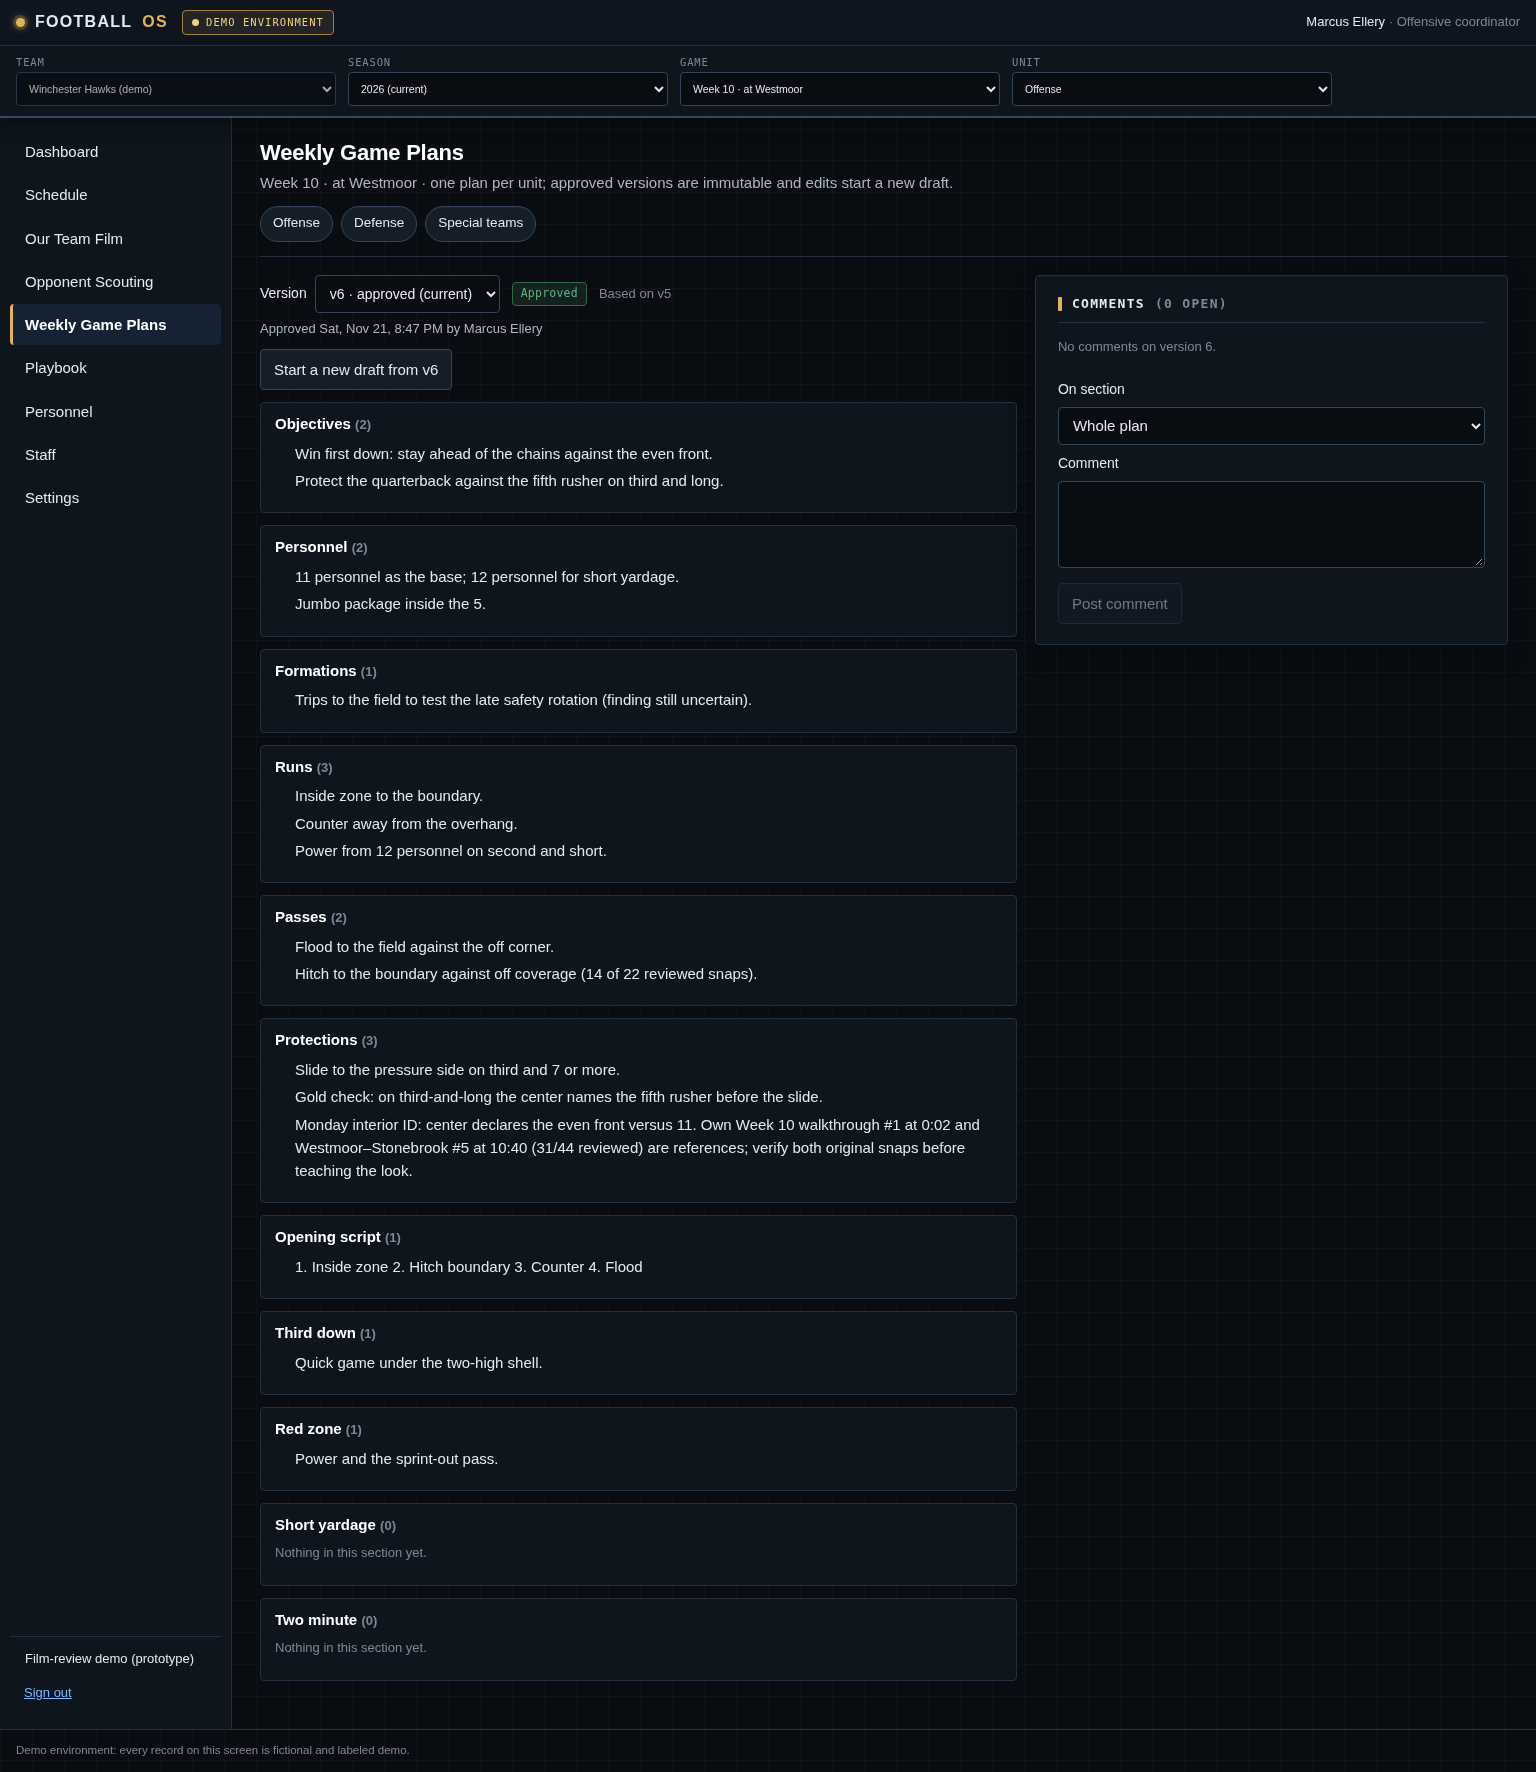 FOOTBALL OS
DEMO ENVIRONMENT
Marcus Ellery · Offensive coordinator
TEAM
Winchester Hawks (demo)
SEASON
2026 (current)
GAME
Week 10 · at Westmoor
UNIT
Offense
Dashboard
Schedule
Our Team Film
Opponent Scouting
Weekly Game Plans
Playbook
Personnel
Staff
Settings
Film-review demo (prototype)
Sign out
Weekly Game Plans
Week 10 · at Westmoor · one plan per unit; approved versions are immutable and edits start a new draft.
Offense
Defense
Special teams
Version
v6 · approved (current)
Approved
Based on v5
Approved Sat, Nov 21, 8:47 PM by Marcus Ellery
Start a new draft from v6
Objectives (2)
Win first down: stay ahead of the chains against the even front.
Protect the quarterback against the fifth rusher on third and long.
Personnel (2)
11 personnel as the base; 12 personnel for short yardage.
Jumbo package inside the 5.
Formations (1)
Trips to the field to test the late safety rotation (finding still uncertain).
Runs (3)
Inside zone to the boundary.
Counter away from the overhang.
Power from 12 personnel on second and short.
Passes (2)
Flood to the field against the off corner.
Hitch to the boundary against off coverage (14 of 22 reviewed snaps).
Protections (3)
Slide to the pressure side on third and 7 or more.
Gold check: on third-and-long the center names the fifth rusher before the slide.
Monday interior ID: center declares the even front versus 11. Own Week 10 walkthrough #1 at 0:02 and
Westmoor–Stonebrook #5 at 10:40 (31/44 reviewed) are references; verify both original snaps before
teaching the look.
Opening script (1)
1. Inside zone 2. Hitch boundary 3. Counter 4. Flood
Third down (1)
Quick game under the two-high shell.
Red zone (1)
Power and the sprint-out pass.
Short yardage (0)
Nothing in this section yet.
Two minute (0)
Nothing in this section yet.
COMMENTS (0 OPEN)
No comments on version 6.
On section
Whole plan
Comment
Post comment
Demo environment: every record on this screen is fictional and labeled demo.